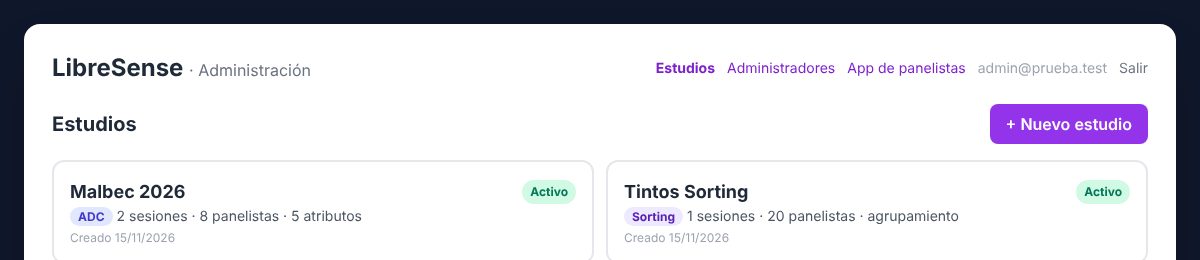 LibreSense · Administración
Estudios Administradores App de panelistas admin@prueba.test Salir
Estudios
+ Nuevo estudio
Malbec 2026
Activo
ADC 2 sesiones · 8 panelistas · 5 atributos
Creado 15/11/2026
Tintos Sorting
Activo
Sorting 1 sesiones · 20 panelistas · agrupamiento
Creado 15/11/2026